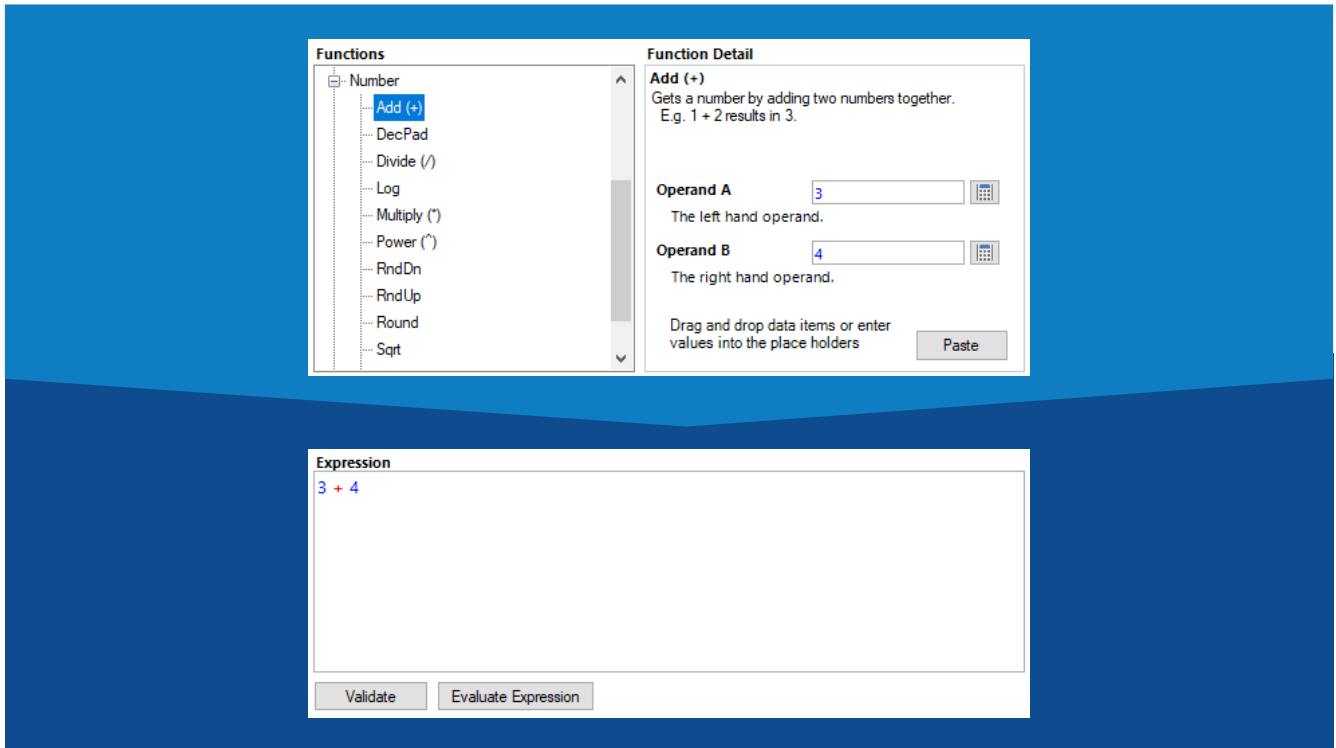 Functions
Number
Add (+)
DecPad
Divide (/)
Log
Multiply (*)
Power (^)
RndDn
RndUp
Round
Sqrt
Function Detail
Add (+)
Gets a number by adding two numbers together.
E.g. 1 + 2 results in 3.
Operand A 3
The left hand operand.
Operand B 4
The right hand operand.
Drag and drop data items or enter
values into the place holders
Paste
Expression
3 + 4
Validate Evaluate Expression